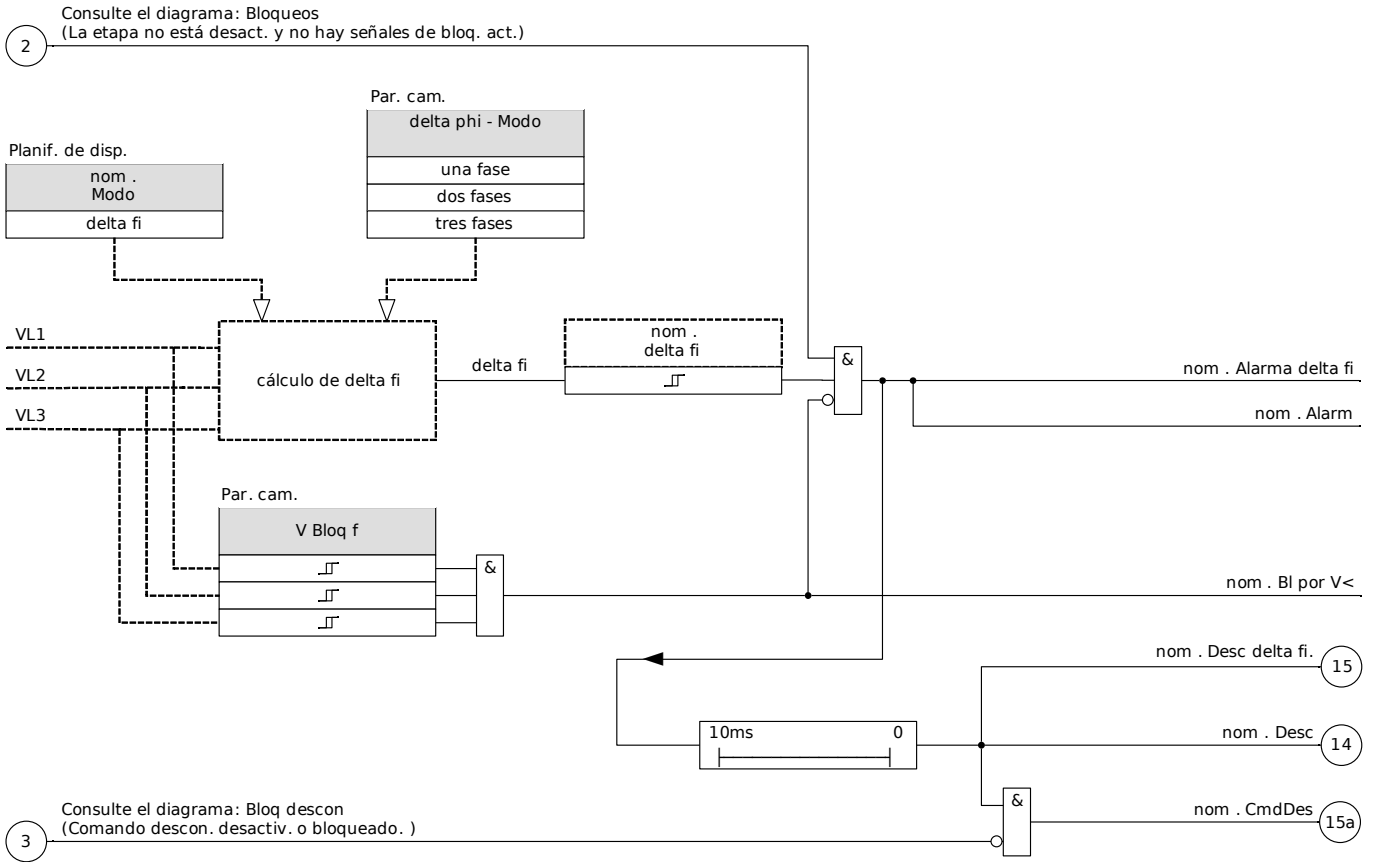 Consulte el diagrama: Bloqueos
(La etapa no está desact. y no hay señales de bloq. act.)
2
Par. cam.
delta phi - Modo
una fase
dos fases
tres fases
Planif. de disp.
nom .
Modo
delta fi
VL1
VL2
VL3
cálculo de delta fi
delta fi
nom .
delta fi
&
nom . Alarma delta fi
nom . Alarm
Par. cam.
V Bloq f
&
nom . Bl por V<
nom . Desc delta fi.
15
10ms
0
nom . Desc
14
Consulte el diagrama: Bloq descon
(Comando descon. desactiv. o bloqueado. )
3
&
nom . CmdDes
15a